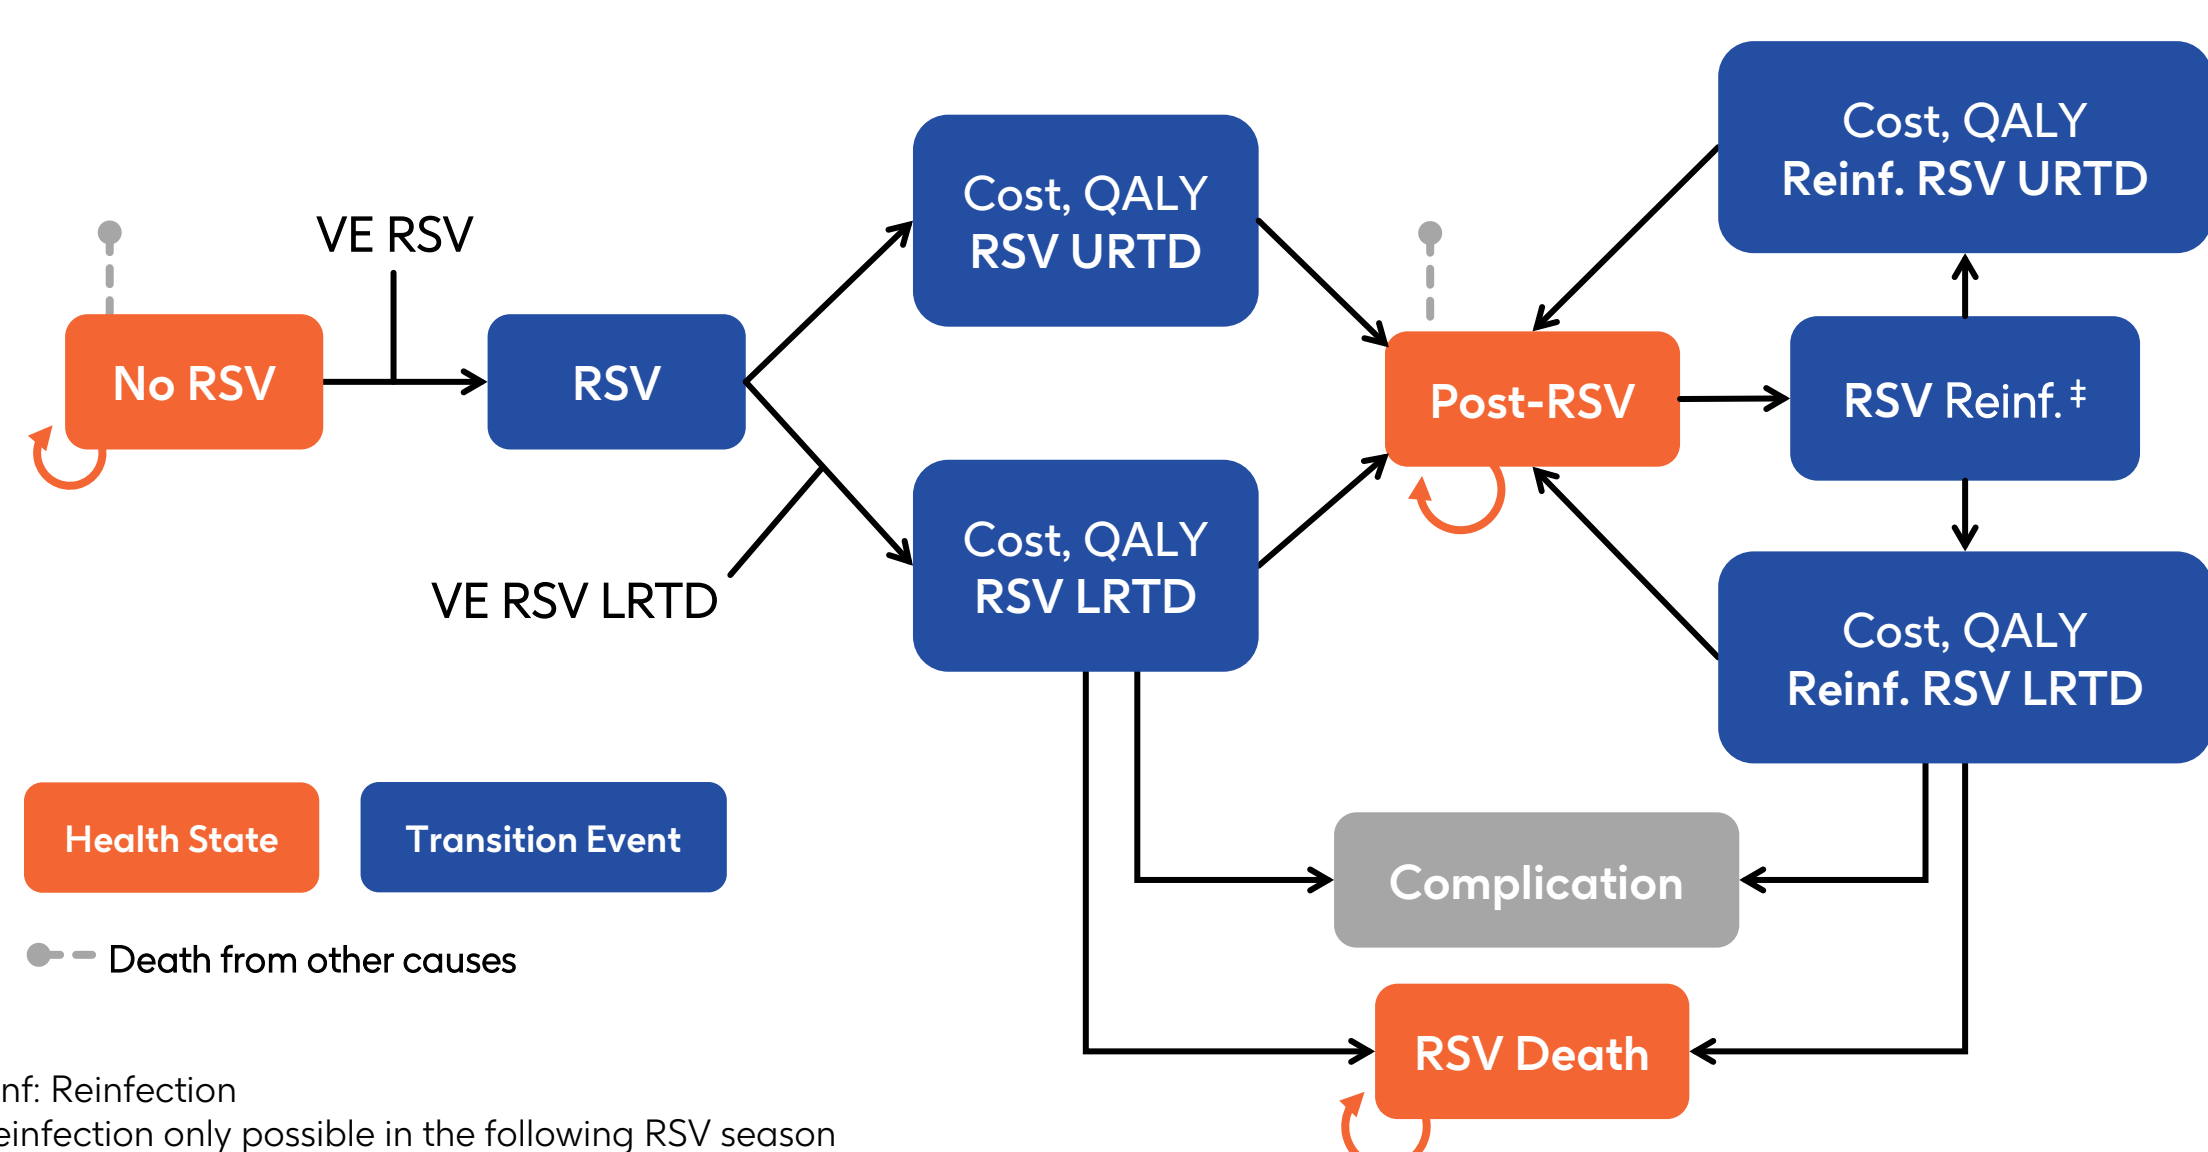 Cost, QALY
Reinf. RSV URTD
Cost, QALY
RSV URTD
VE RSV
No RSV
RSV
Post-RSV
RSV Reinf.‡
Cost, QALY
RSV LRTD
VE RSV LRTD
Cost, QALY
Reinf. RSV LRTD
Health State
Transition Event
Complication
Death from other causes
RSV Death
nf: Reinfection
einfection only possible in the following RSV season